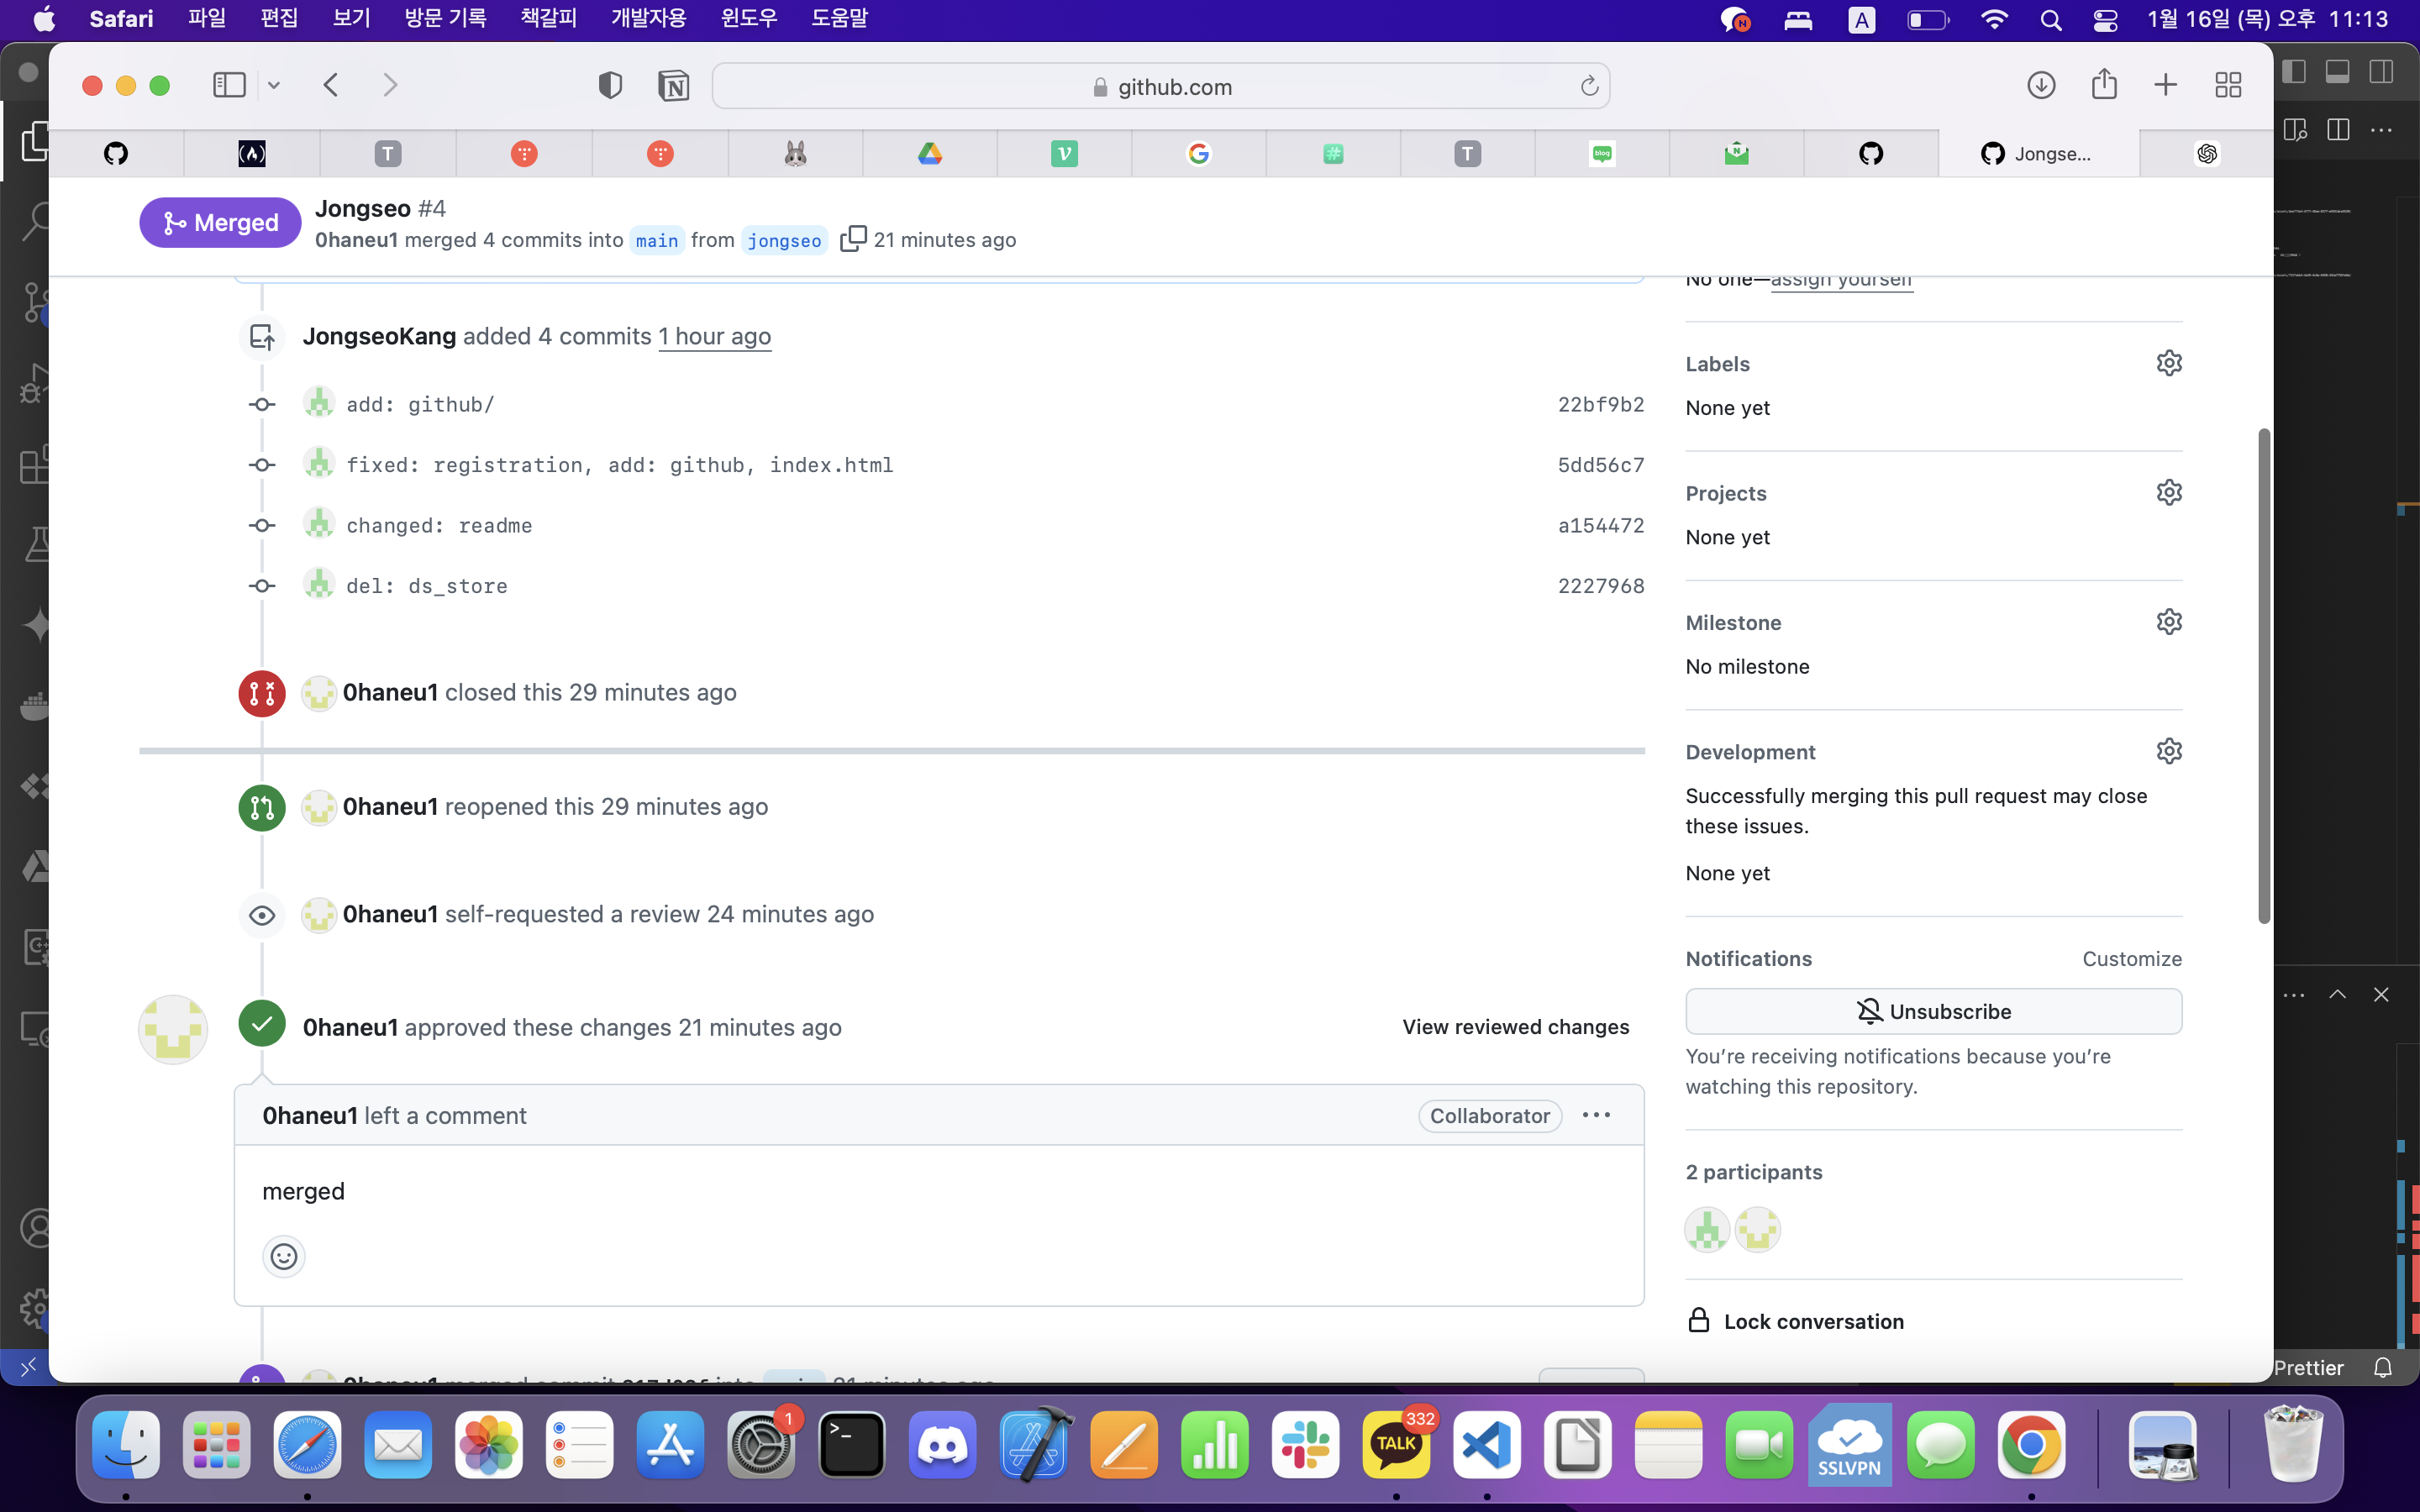 Safari 파일 편집 보기 방문 기록 책갈피 개발자용 윈도우 도움말 A 1월 16일 (목) 오후 11:13
github.com
Jongse...
Merged
Jongseo #4
0haneu1 merged 4 commits into main from jongseo 21 minutes ago
No one—assign yourself
JongseoKang added 4 commits 1 hour ago
add: github/ 22bf9b2
fixed: registration, add: github, index.html 5dd56c7
changed: readme a154472
del: ds_store 2227968
0haneu1 closed this 29 minutes ago
0haneu1 reopened this 29 minutes ago
0haneu1 self-requested a review 24 minutes ago
0haneu1 approved these changes 21 minutes ago
View reviewed changes
0haneu1 left a comment
Collaborator
merged
0haneu1 merged commit into main 21 minutes ago
Labels
None yet
Projects
None yet
Milestone
No milestone
Development
Successfully merging this pull request may close
these issues.
None yet
Notifications
Customize
Unsubscribe
You're receiving notifications because you're
watching this repository.
2 participants
Lock conversation
Prettier
1
332
TALK
SSLVPN